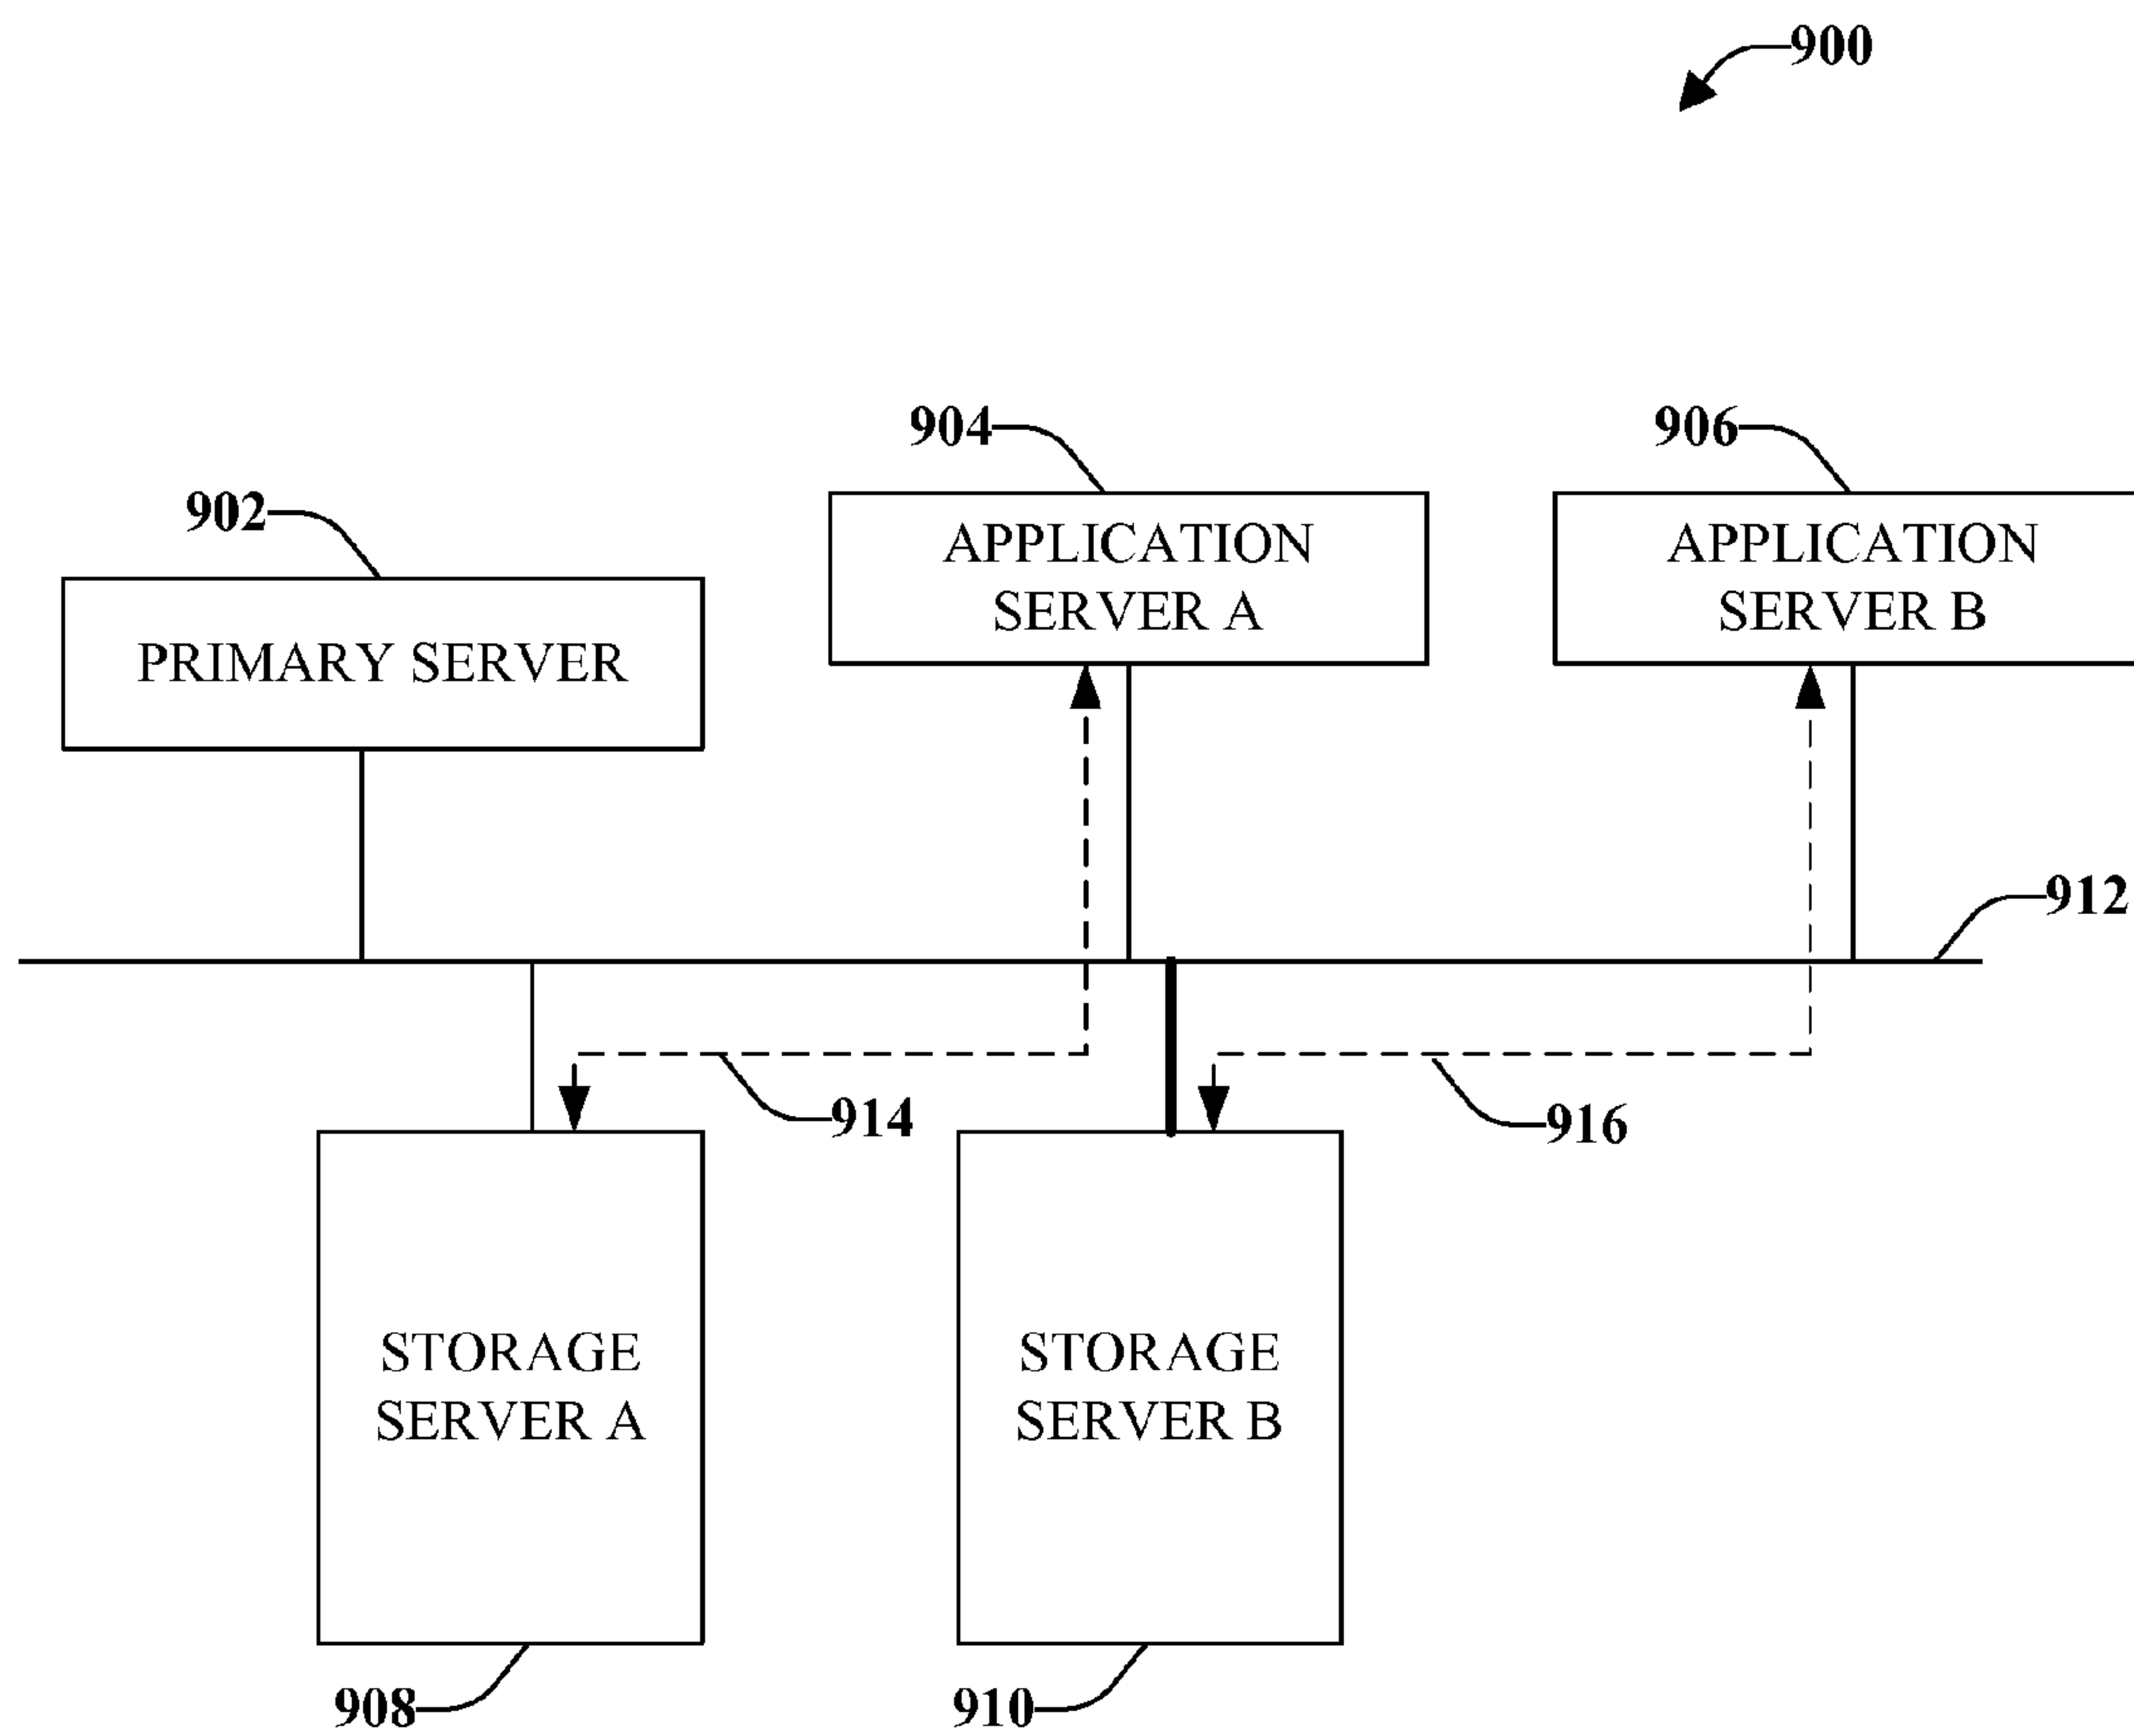 900
904
906
902
APPLICATION
SERVER A
APPLICATION
SERVER B
PRIMARY SERVER
912
914
916
STORAGE
SERVER A
STORAGE
SERVER B
908
910